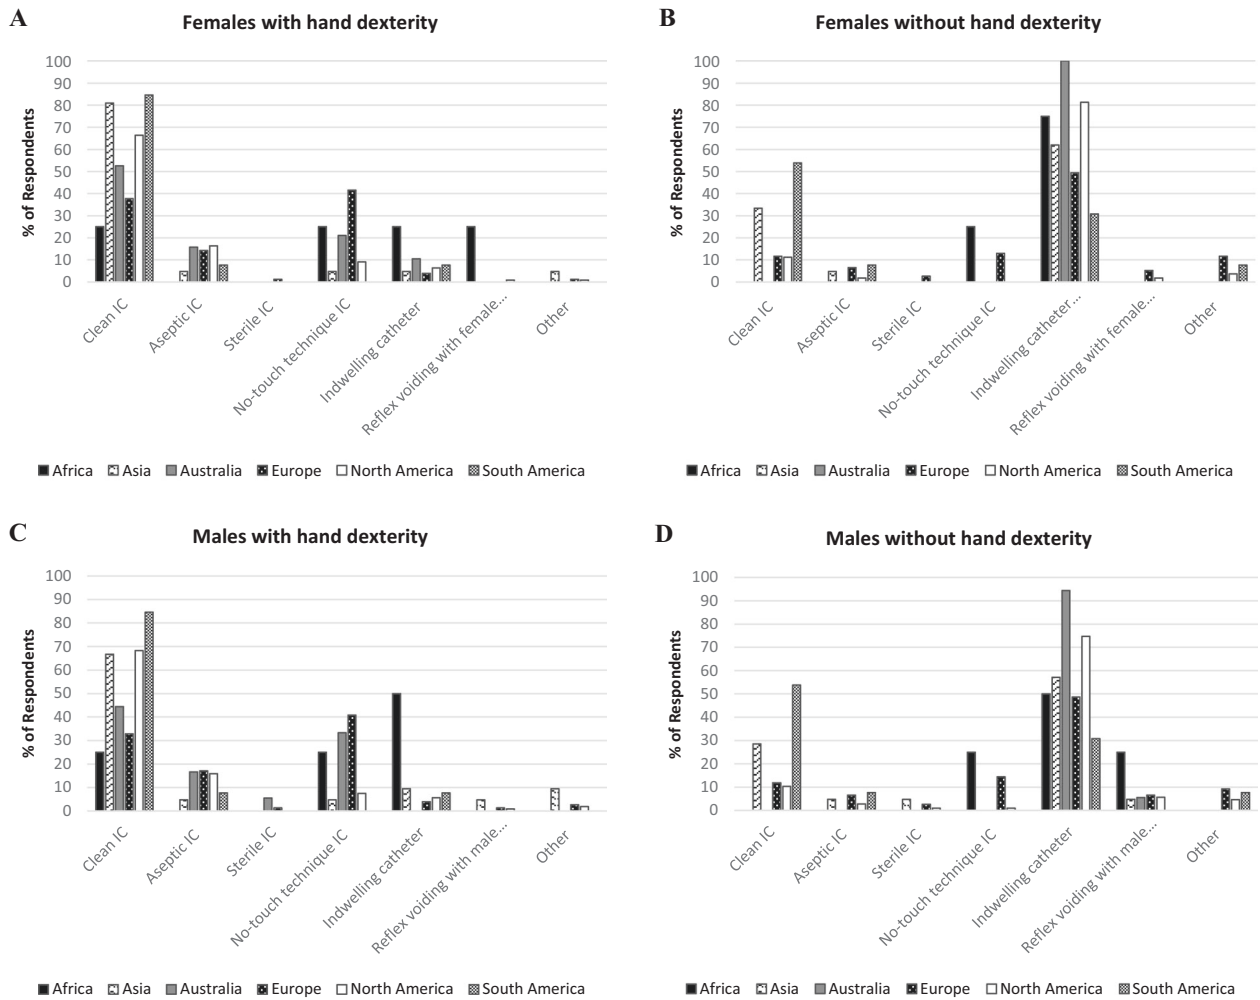 A
Females with hand dexterity
% of Respondents
100
90
80
70
60
50
40
30
20
10
0
Clean IC
Aseptic IC
Sterile IC
No-touch technique IC
Indwelling catheter
Reflex voiding with female...
Other
Africa Asia Australia Europe North America South America
B
Females without hand dexterity
% of Respondents
100
90
80
70
60
50
40
30
20
10
0
Clean IC
Aseptic IC
Sterile IC
No-touch technique IC
Indwelling catheter...
Reflex voiding with female...
Other
Africa Asia Australia Europe North America South America
C
Males with hand dexterity
% of Respondents
100
90
80
70
60
50
40
30
20
10
0
Clean IC
Aseptic IC
Sterile IC
No-touch technique IC
Indwelling catheter
Reflex voiding with male...
Other
Africa Asia Australia Europe North America South America
D
Males without hand dexterity
% of Respondents
100
90
80
70
60
50
40
30
20
10
0
Clean IC
Aseptic IC
Sterile IC
No-touch technique IC
Indwelling catheter
Reflex voiding with male...
Other
Africa Asia Australia Europe North America South America